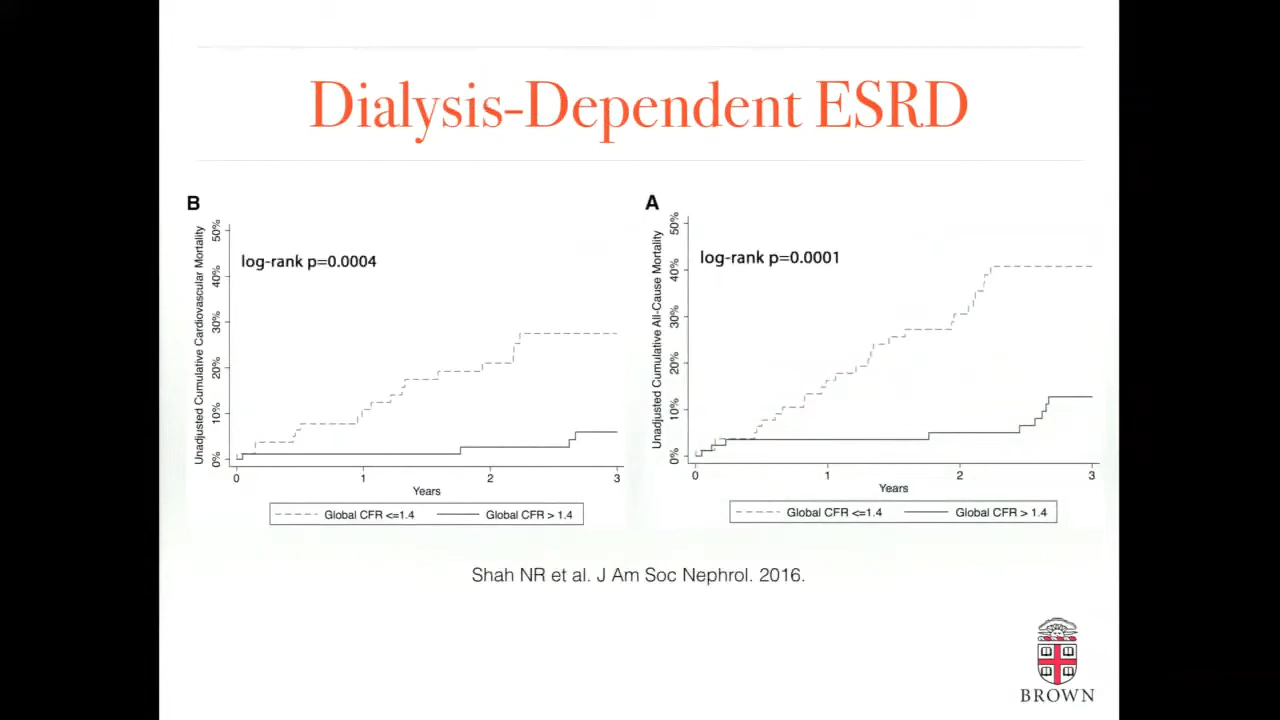 Dialysis-Dependent ESRD
B
log-rank p=0.0004
Unadjusted Cumulative Cardiovascular Mortality
50%
40%
30%
20%
10%
0%
0 1 2 3
Years
Global CFR <=1.4 Global CFR > 1.4
A
log-rank p=0.0001
Unadjusted Cumulative All-Cause Mortality
50%
40%
30%
20%
10%
0%
0 1 2 3
Years
Global CFR <=1.4 Global CFR > 1.4
Shah NR et al. J Am Soc Nephrol. 2016.
BROWN